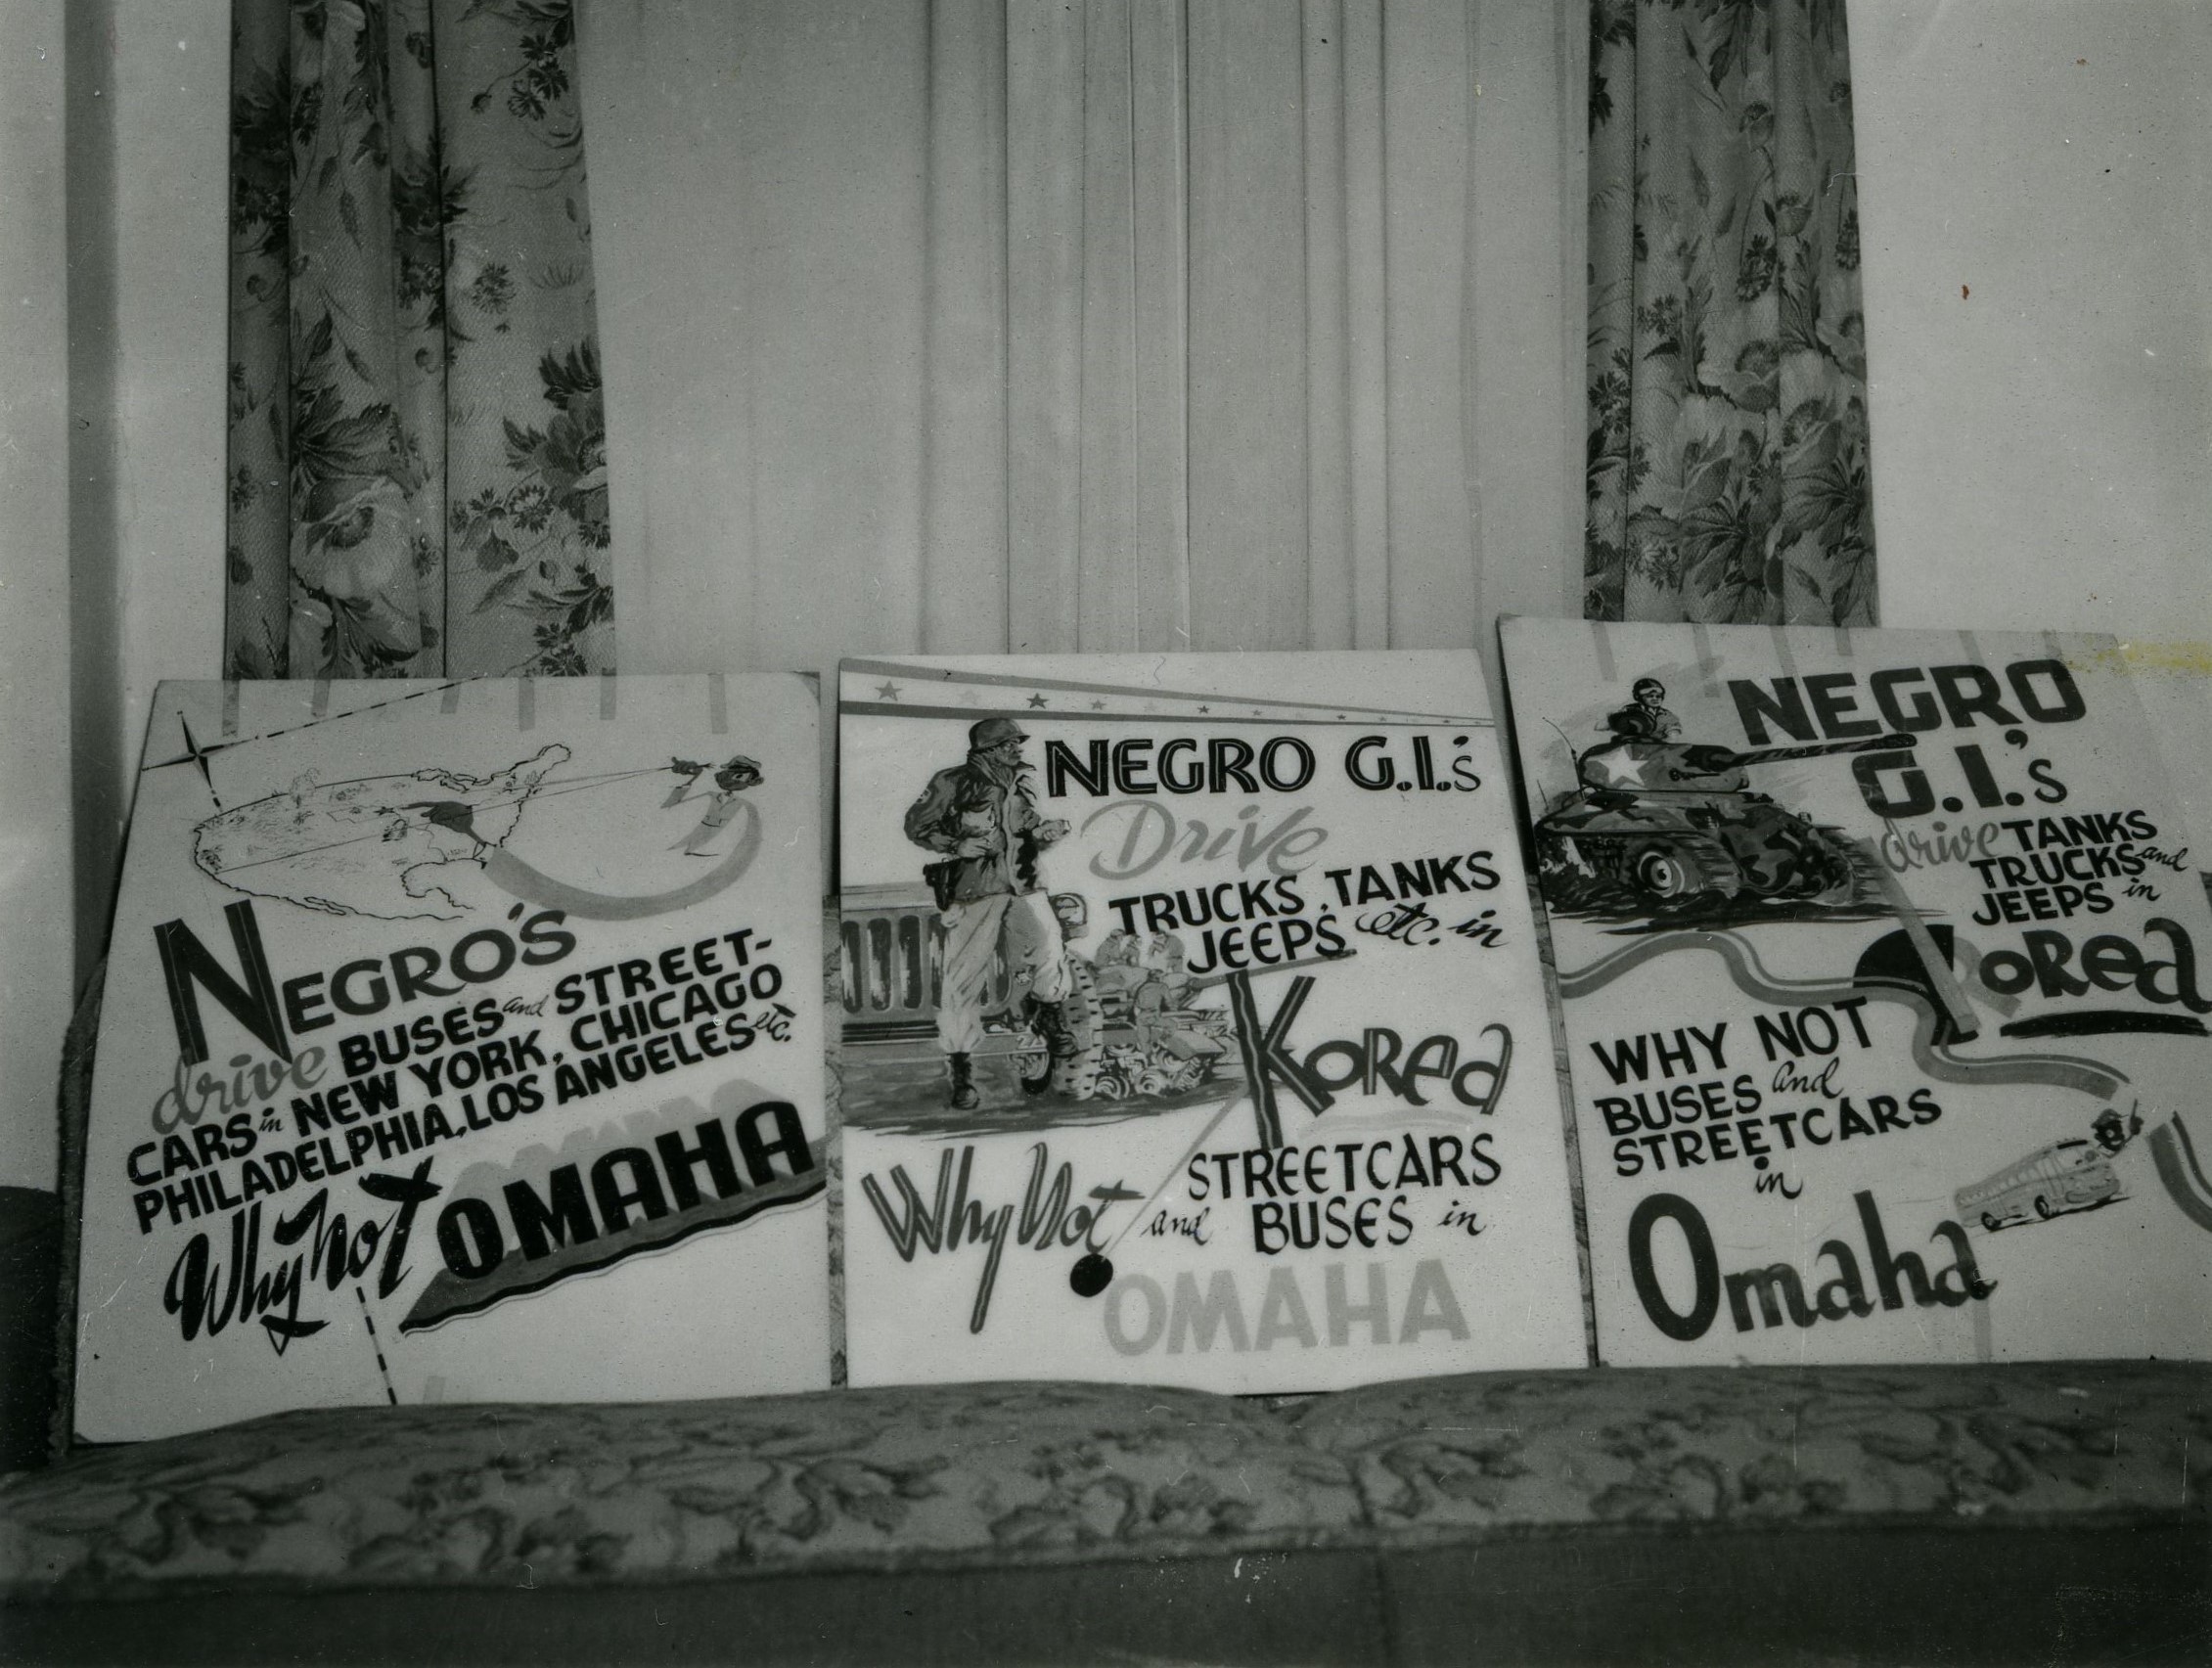 NEGRO'S
drive BUSES and STREET-
CARS in NEW YORK, CHICAGO
PHILADELPHIA, LOS ANGELES etc.
Why not OMAHA
NEGRO G.I.'s
Drive
TRUCKS, TANKS
JEEPS etc. in
Korea
Why Not STREETCARS
and BUSES in
OMAHA
NEGRO
G.I.'s
drive TANKS
TRUCKS and
JEEPS in
Korea
WHY NOT
BUSES and
STREETCARS
in
Omaha